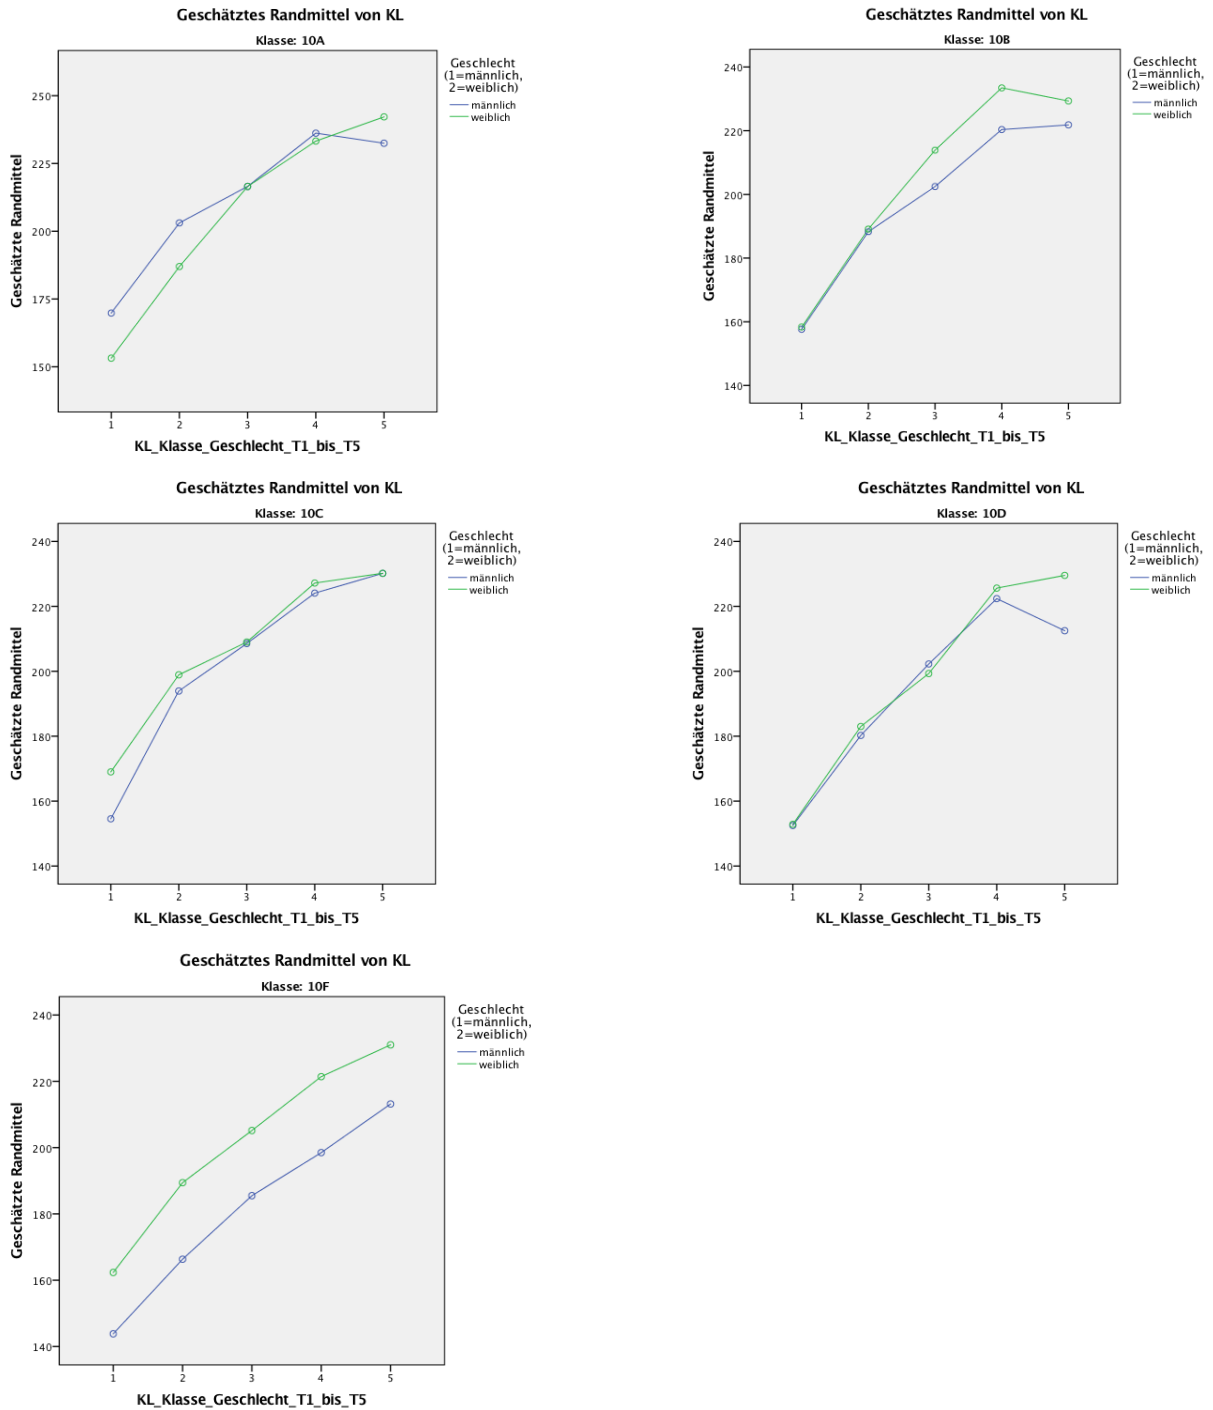 Geschätztes Randmittel von KL
Klasse: 10A
Geschlecht
(1=männlich,
2=weiblich)
männlich
weiblich
Geschätzte Randmittel
250
225
200
175
150
1 2 3 4 5
KL_Klasse_Geschlecht_T1_bis_T5
Geschätztes Randmittel von KL
Klasse: 10B
Geschlecht
(1=männlich,
2=weiblich)
männlich
weiblich
Geschätzte Randmittel
240
220
200
180
160
140
1 2 3 4 5
KL_Klasse_Geschlecht_T1_bis_T5
Geschätztes Randmittel von KL
Klasse: 10C
Geschlecht
(1=männlich,
2=weiblich)
männlich
weiblich
Geschätzte Randmittel
240
220
200
180
160
140
1 2 3 4 5
KL_Klasse_Geschlecht_T1_bis_T5
Geschätztes Randmittel von KL
Klasse: 10D
Geschlecht
(1=männlich,
2=weiblich)
männlich
weiblich
Geschätzte Randmittel
240
220
200
180
160
140
1 2 3 4 5
KL_Klasse_Geschlecht_T1_bis_T5
Geschätztes Randmittel von KL
Klasse: 10F
Geschlecht
(1=männlich,
2=weiblich)
männlich
weiblich
Geschätzte Randmittel
240
220
200
180
160
140
1 2 3 4 5
KL_Klasse_Geschlecht_T1_bis_T5